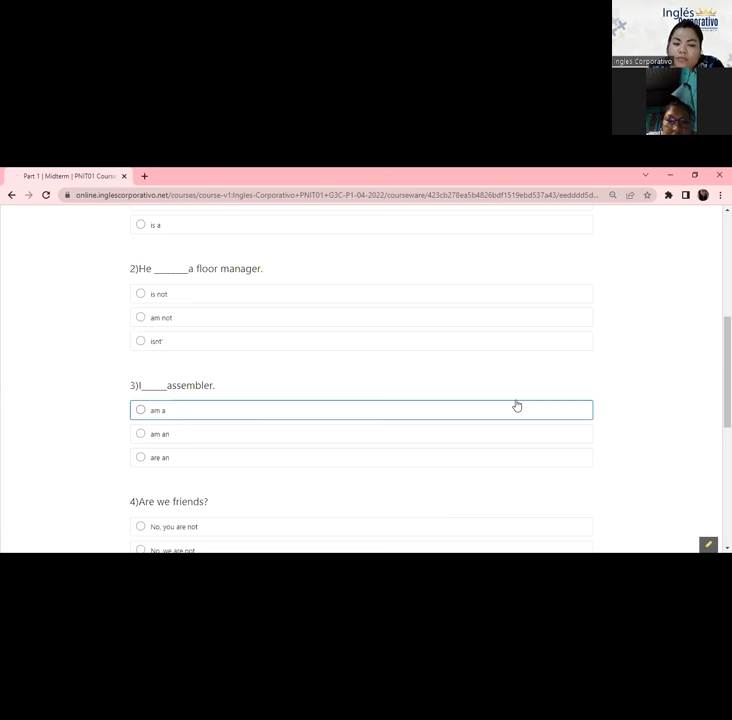 Inglés
Corporativo
Ingles Corporativo
Part 1 | Midterm | PNIT01 Course
online.inglescorporativo.net/courses/course-v1:Ingles-Corporativo+PNIT01+G3C-P1-04-2022/courseware/423cb278ea5b4826bdf1519ebd537a43/eedddd5d...
is a
2)He _______a floor manager.
is not
am not
isnt'
3)I_____assembler.
am a
am an
are an
4)Are we friends?
No, you are not
No, we are not